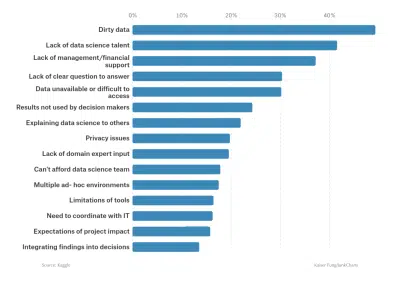 0% 10% 20% 30% 40%
Dirty data
Lack of data science talent
Lack of management/financial
support
Lack of clear question to answer
Data unavailable or difficult to
access
Results not used by decision makers
Explaining data science to others
Privacy issues
Lack of domain expert input
Can't afford data science team
Multiple ad- hoc environments
Limitations of tools
Need to coordinate with IT
Expectations of project impact
Integrating findings into decisions
Source: Kaggle